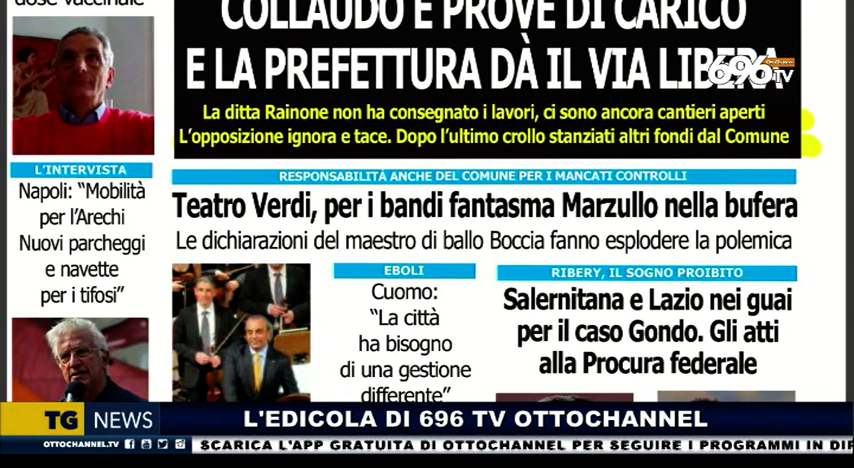 dose vaccinale
COLLAUDO E PROVE DI CARICO
E LA PREFETTURA DÀ IL VIA LIBERA
696 TV
La ditta Rainone non ha consegnato i lavori, ci sono ancora cantieri aperti
L'opposizione ignora e tace. Dopo l'ultimo crollo stanziati altri fondi dal Comune
L'INTERVISTA
Napoli: "Mobilità
per l'Arechi
Nuovi parcheggi
e navette
per i tifosi"
RESPONSABILITÀ ANCHE DEL COMUNE PER I MANCATI CONTROLLI
Teatro Verdi, per i bandi fantasma Marzullo nella bufera
Le dichiarazioni del maestro di ballo Boccia fanno esplodere la polemica
EBOLI
Cuomo:
"La città
ha bisogno
di una gestione
differente"
RIBERY, IL SOGNO PROIBITO
Salernitana e Lazio nei guai
per il caso Gondo. Gli atti
alla Procura federale
TG NEWS
L'EDICOLA DI 696 TV OTTOCHANNEL
OTTOCHANNEL.TV
SCARICA L'APP GRATUITA DI OTTOCHANNEL PER SEGUIRE I PROGRAMMI IN DIR